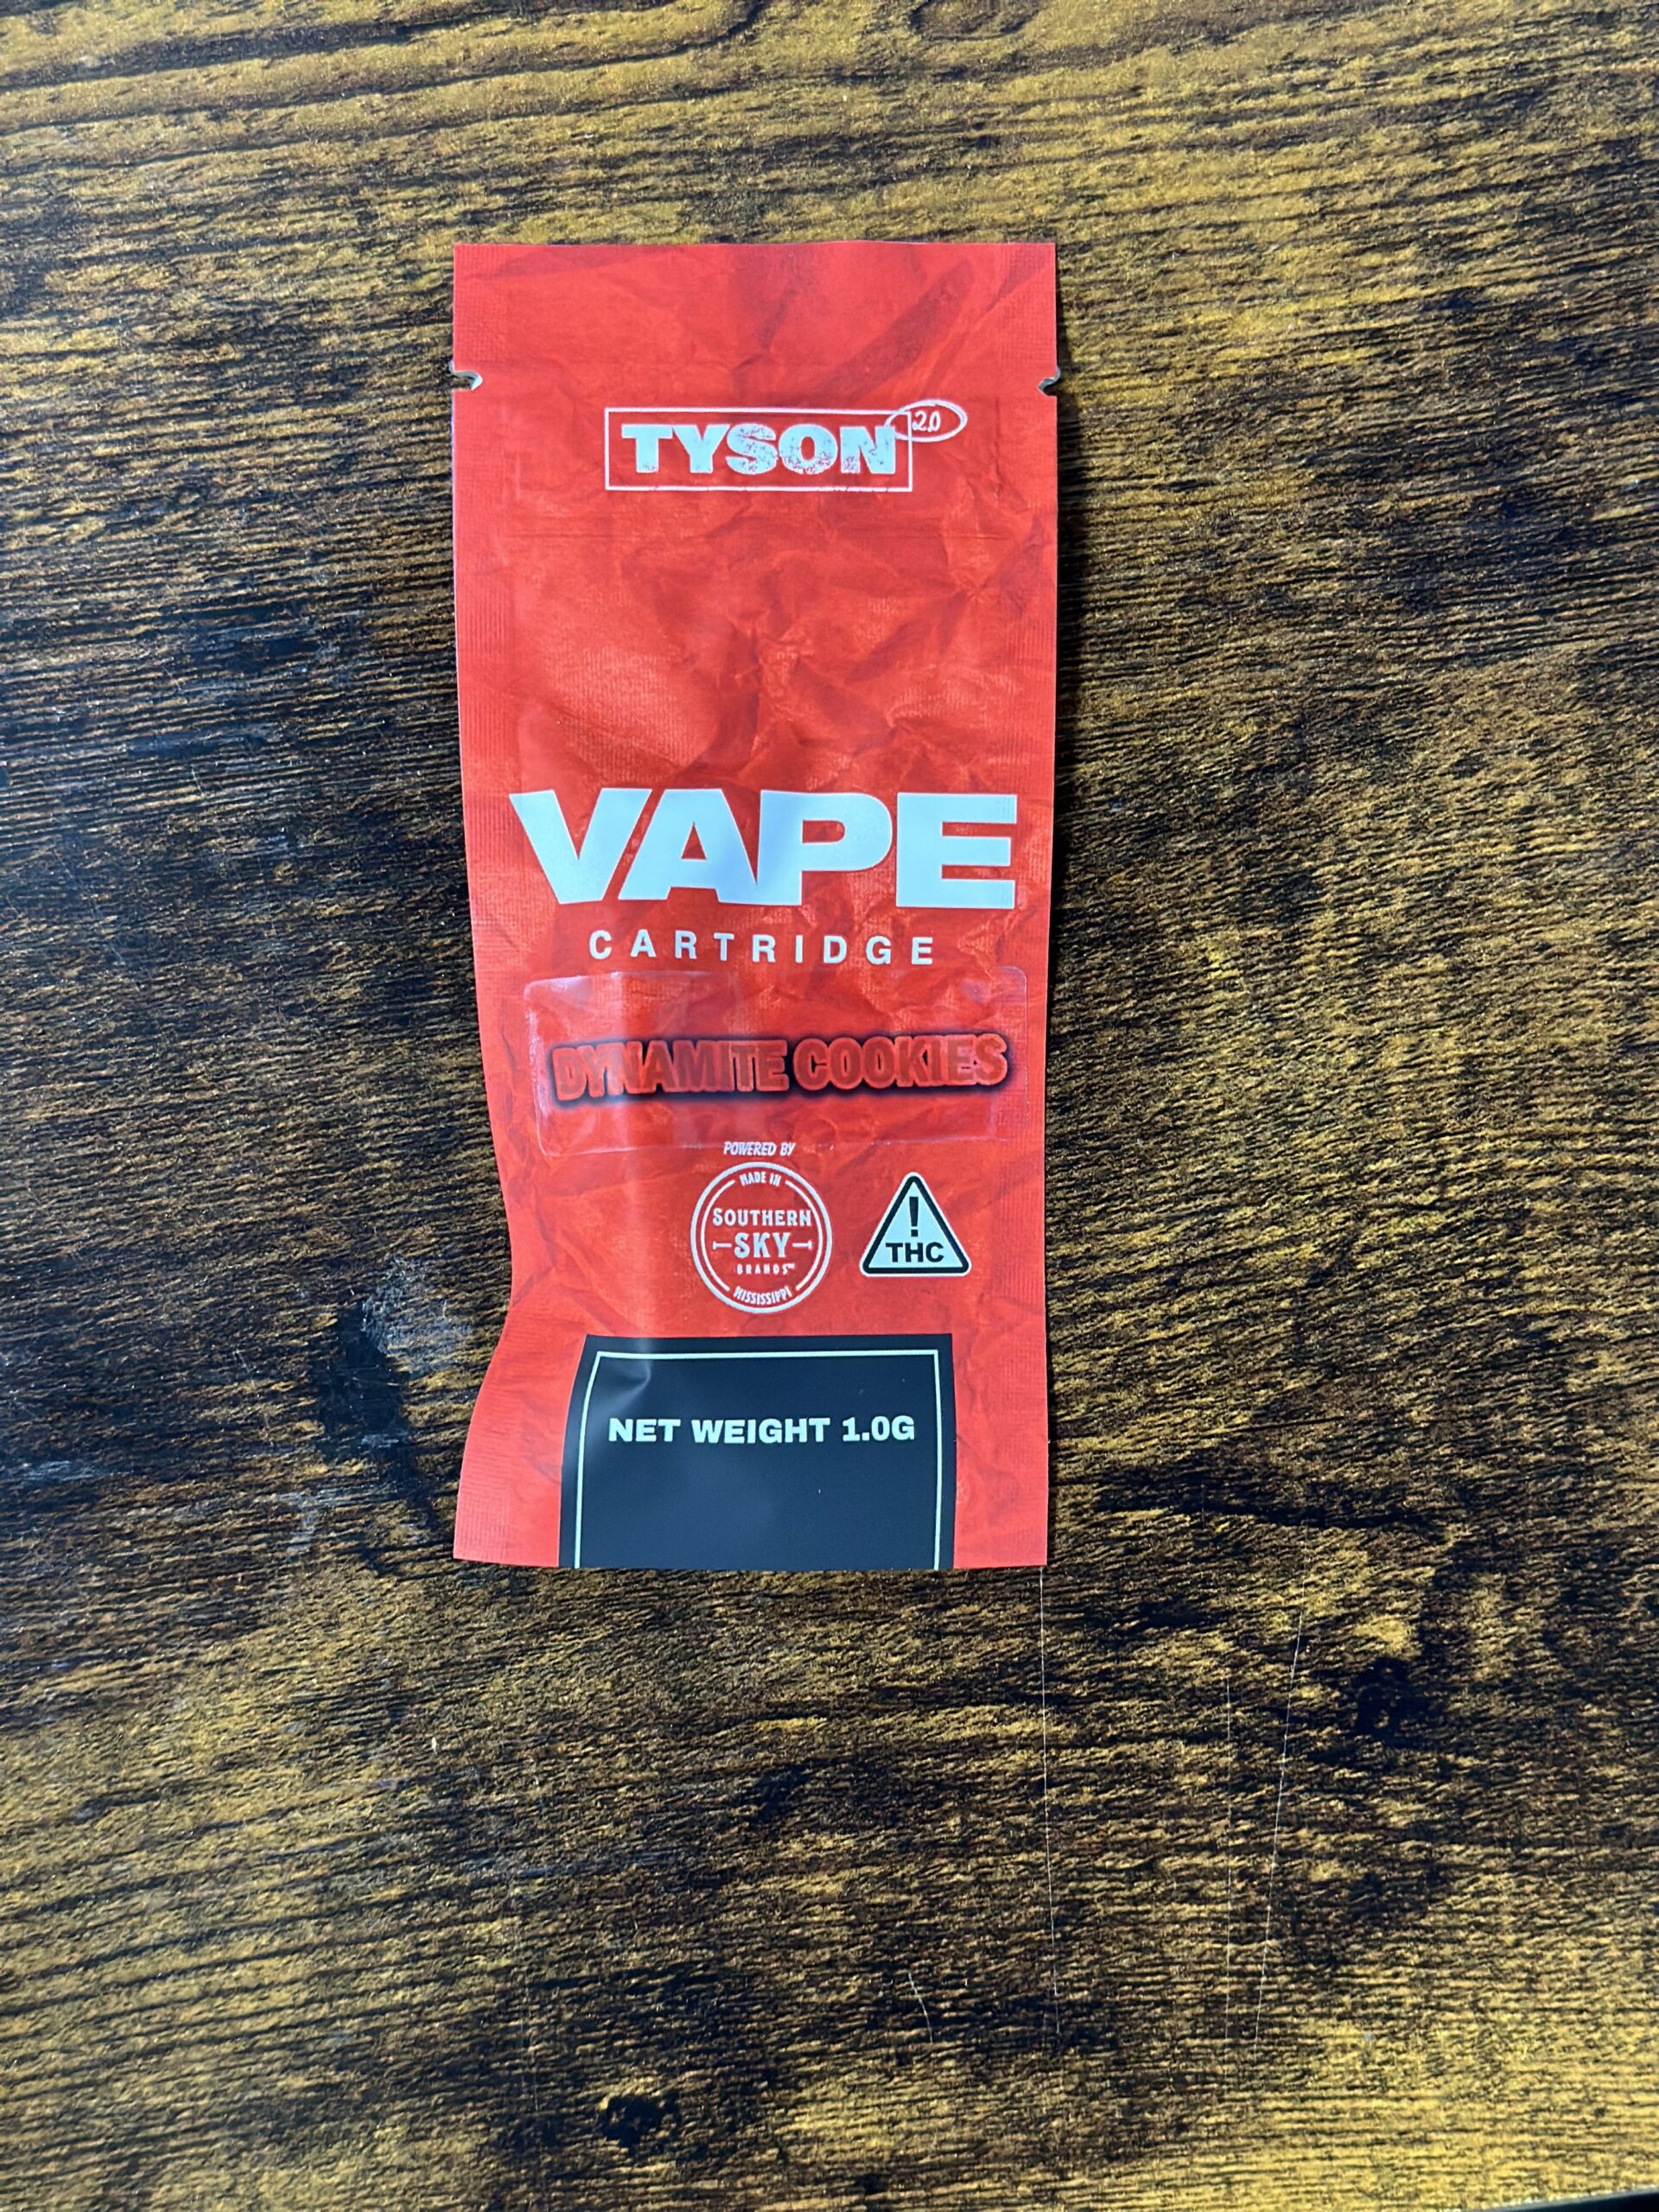 TYSON 2.0
VAPE
CARTRIDGE
DYNAMITE COOKIES
POWERED BY
MADE IN
SOUTHERN
SKY
BRANDS™
MISSISSIPPI
!
THC
NET WEIGHT 1.0G